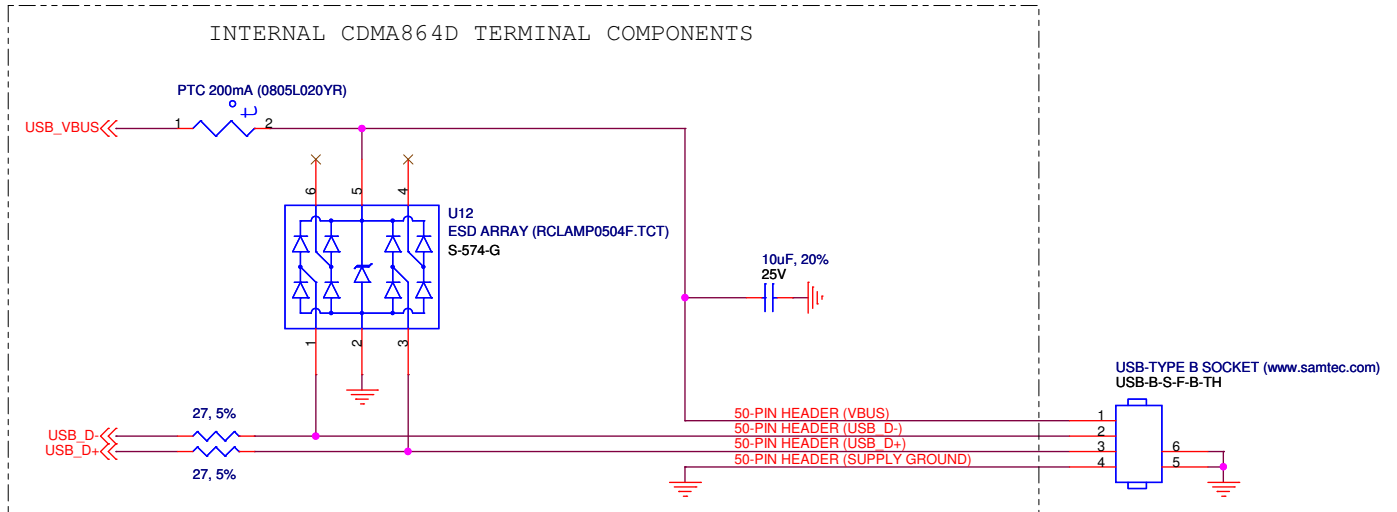 INTERNAL CDMA864D TERMINAL COMPONENTS
PTC 200mA (0805L020YR)
t
USB_VBUS
1
2
6
5
4
U12
ESD ARRAY (RCLAMP0504F.TCT)
S-574-G
10uF, 20%
25V
1
2
3
USB-TYPE B SOCKET (www.samtec.com)
USB-B-S-F-B-TH
27, 5%
50-PIN HEADER (VBUS)
1
USB_D-
50-PIN HEADER (USB_D-)
2
USB_D+
50-PIN HEADER (USB_D+)
3
6
27, 5%
50-PIN HEADER (SUPPLY GROUND)
4
5